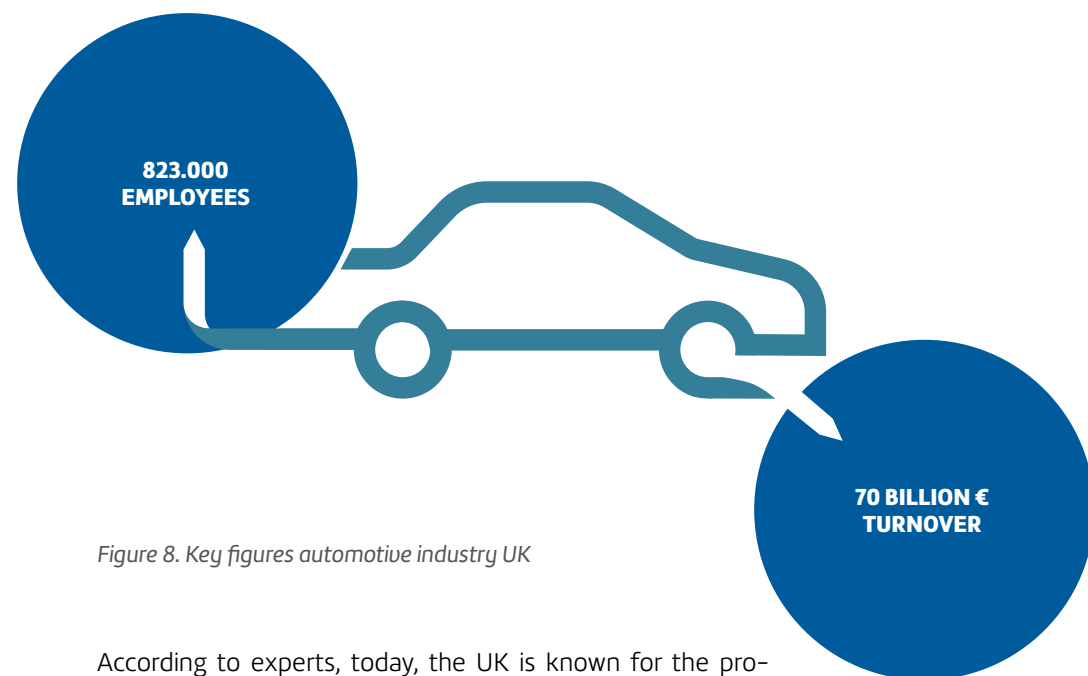 823.000
EMPLOYEES
70 BILLION €
TURNOVER
Figure 8. Key figures automotive industry UK
According to experts, today, the UK is known for the pro-